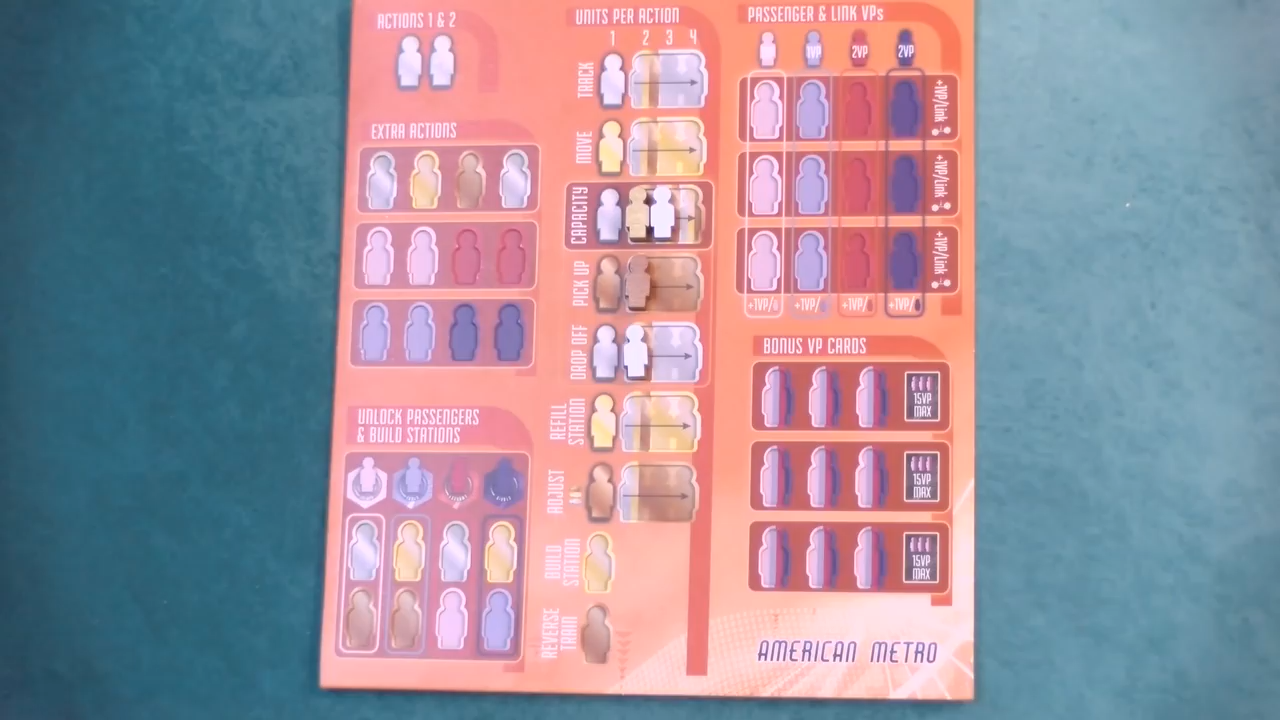 ACTIONS 1 & 2
EXTRA ACTIONS
UNLOCK PASSENGERS
& BUILD STATIONS
UNITS PER ACTION
1 2 3 4
TRACK
MOVE
CAPACITY
PICK UP
DROP OFF
REFILL
STATION
ADJUST
BUILD
STATION
REVERSE
TRAIN
PASSENGER & LINK VPs
1VP 2VP 2VP
+1VP/Link
+1VP/Link
+1VP/Link
+1VP/ +1VP/ +1VP/ +1VP/
BONUS VP CARDS
15VP
MAX
15VP
MAX
15VP
MAX
AMERICAN METRO